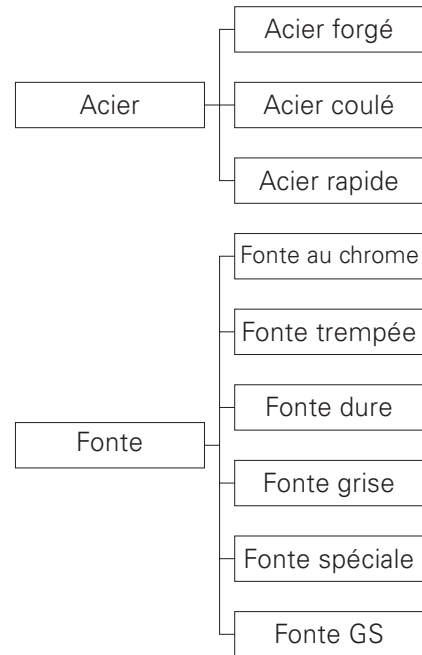 Acier forgé
Acier
Acier coulé
Acier rapide
Fonte au chrome
Fonte trempée
Fonte dure
Fonte
Fonte grise
Fonte spéciale
Fonte GS